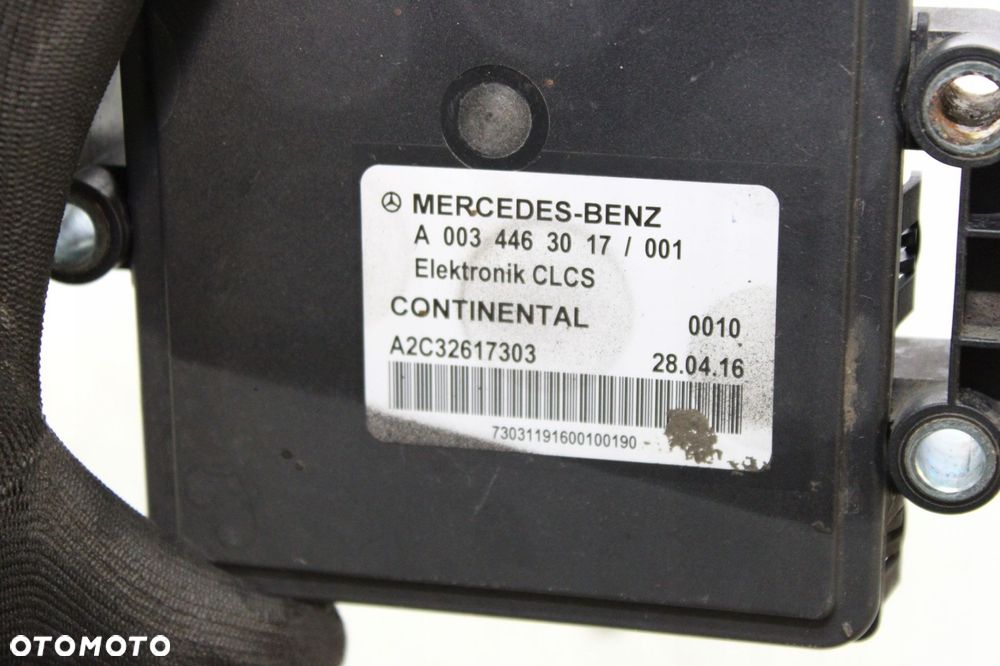 MERCEDES-BENZ
A 003 446 30 17 / 001
Elektronik CLCS
CONTINENTAL 0010
A2C32617303 28.04.16
73031191600100190
OTOMOTO